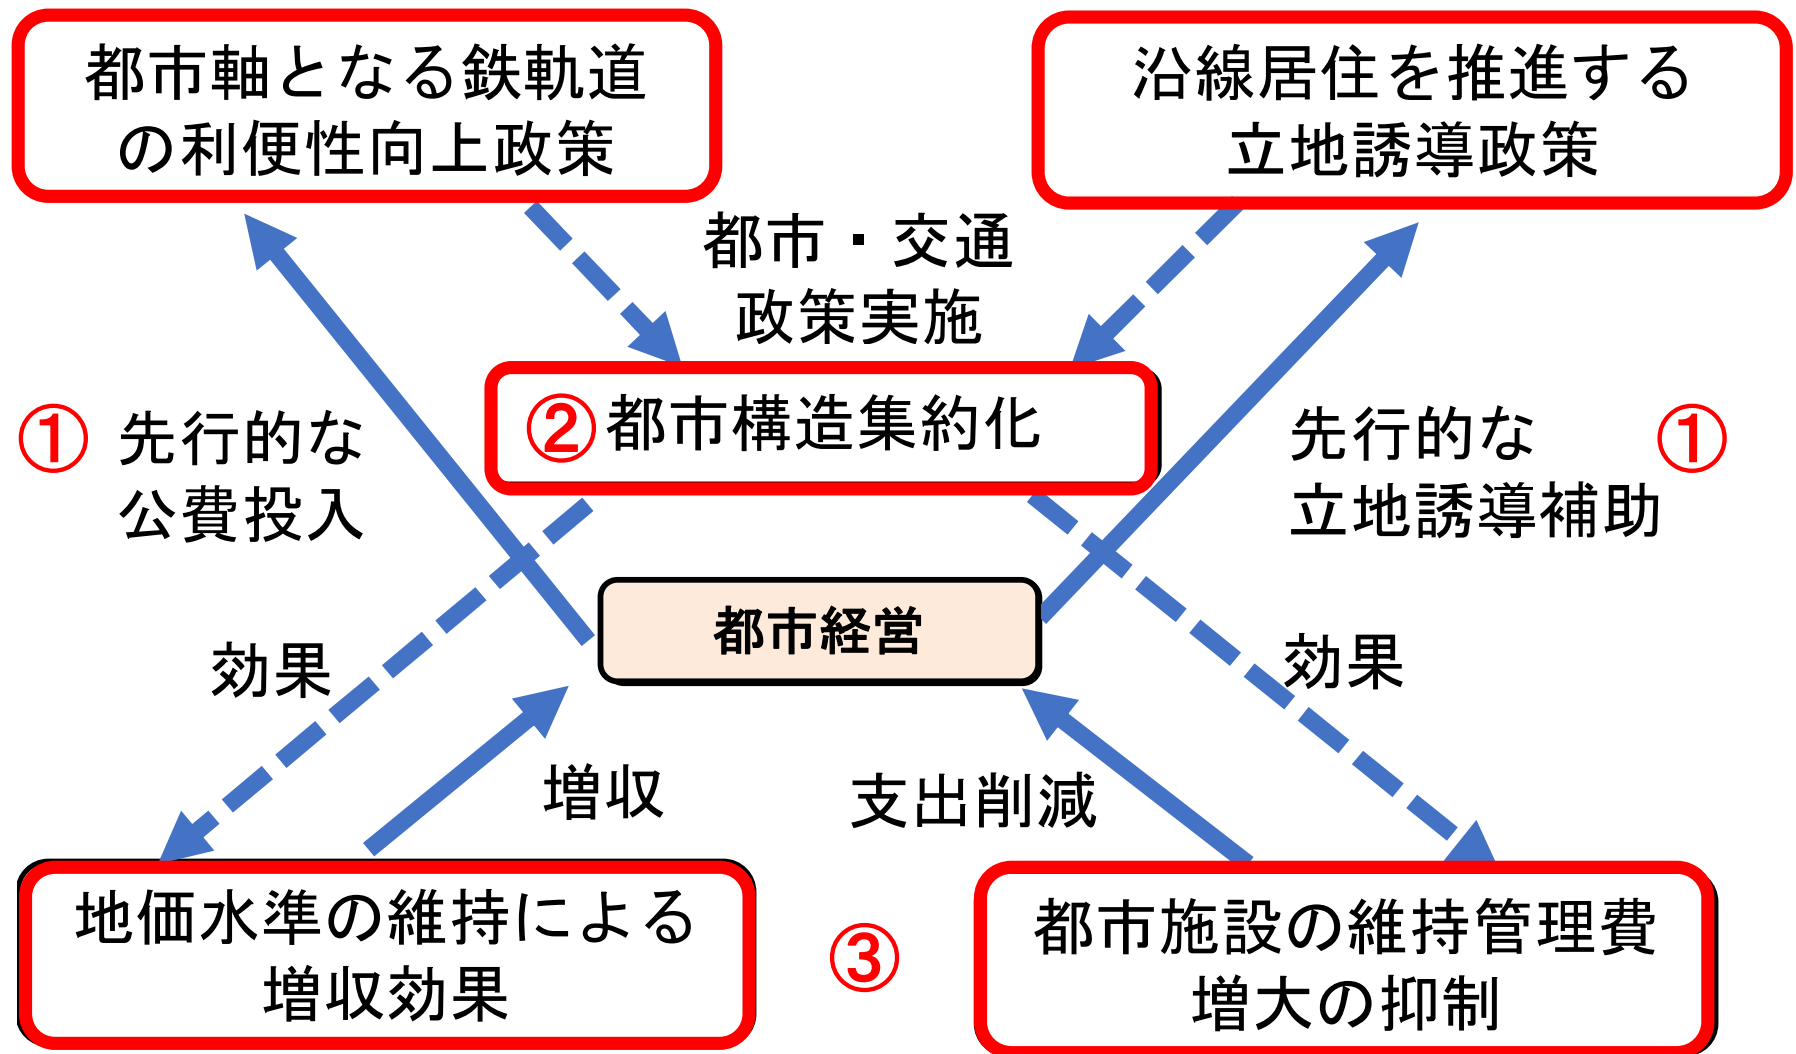 都市軸となる鉄軌道
の利便性向上政策
沿線居住を推進する
立地誘導政策
都市・交通
政策実施
②都市構造集約化
① 先行的な
公費投入
先行的な ①
立地誘導補助
都市経営
効果
効果
増収
支出削減
地価水準の維持による
増収効果
③
都市施設の維持管理費
増大の抑制